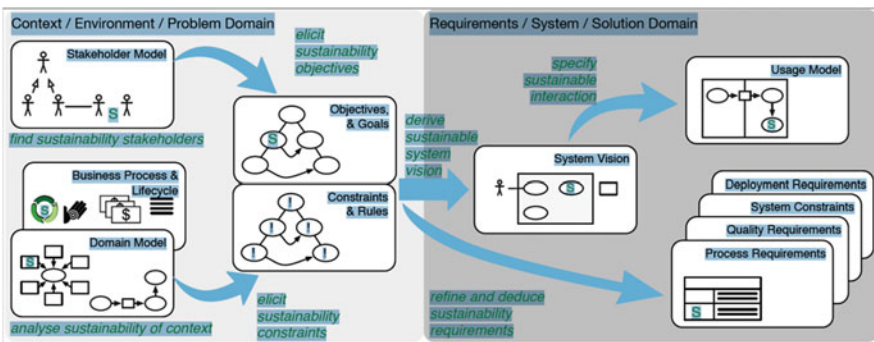 Context / Environment / Problem Domain
Stakeholder Model
S
find sustainability stakeholders
Business Process &
Lifecycle
S
$
Domain Model
S
analyse sustainability of context
elicit
sustainability
objectives
Objectives,
& Goals
S
Constraints
& Rules
!
! !
! !
elicit
sustainability
constraints
Requirements / System / Solution Domain
derive
sustainable
system
vision
System Vision
S
specify
sustainable
interaction
Usage Model
S
refine and deduce
sustainability
requirements
Deployment Requirements
System Constraints
Quality Requirements
Process Requirements
S